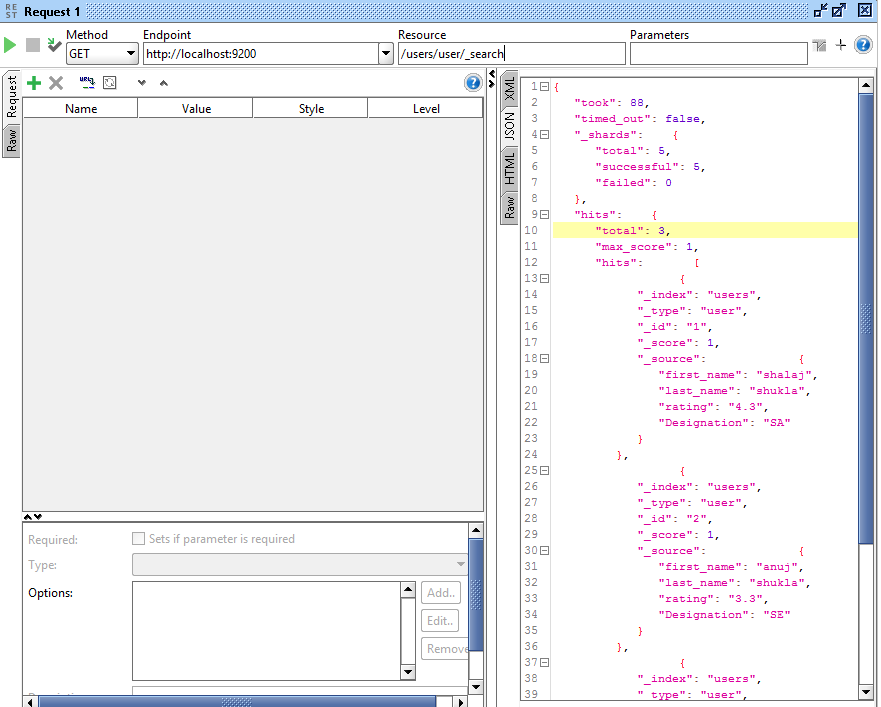 REST Request 1
Method Endpoint Resource Parameters
GET http://localhost:9200 /users/user/_search
Request
Raw
Name Value Style Level
Required: Sets if parameter is required
Type:
Options:
Add..
Edit..
Remove
XML
JSON
HTML
Raw
1 {
2 "took": 88,
3 "timed_out": false,
4 "_shards": {
5 "total": 5,
6 "successful": 5,
7 "failed": 0
8 },
9 "hits": {
10 "total": 3,
11 "max_score": 1,
12 "hits": [
13 {
14 "_index": "users",
15 "_type": "user",
16 "_id": "1",
17 "_score": 1,
18 "_source": {
19 "first_name": "shalaj",
20 "last_name": "shukla",
21 "rating": "4.3",
22 "Designation": "SA"
23 }
24 },
25 {
26 "_index": "users",
27 "_type": "user",
28 "_id": "2",
29 "_score": 1,
30 "_source": {
31 "first_name": "anuj",
32 "last_name": "shukla",
33 "rating": "3.3",
34 "Designation": "SE"
35 }
36 },
37 {
38 "_index": "users",
39 "_type": "user",